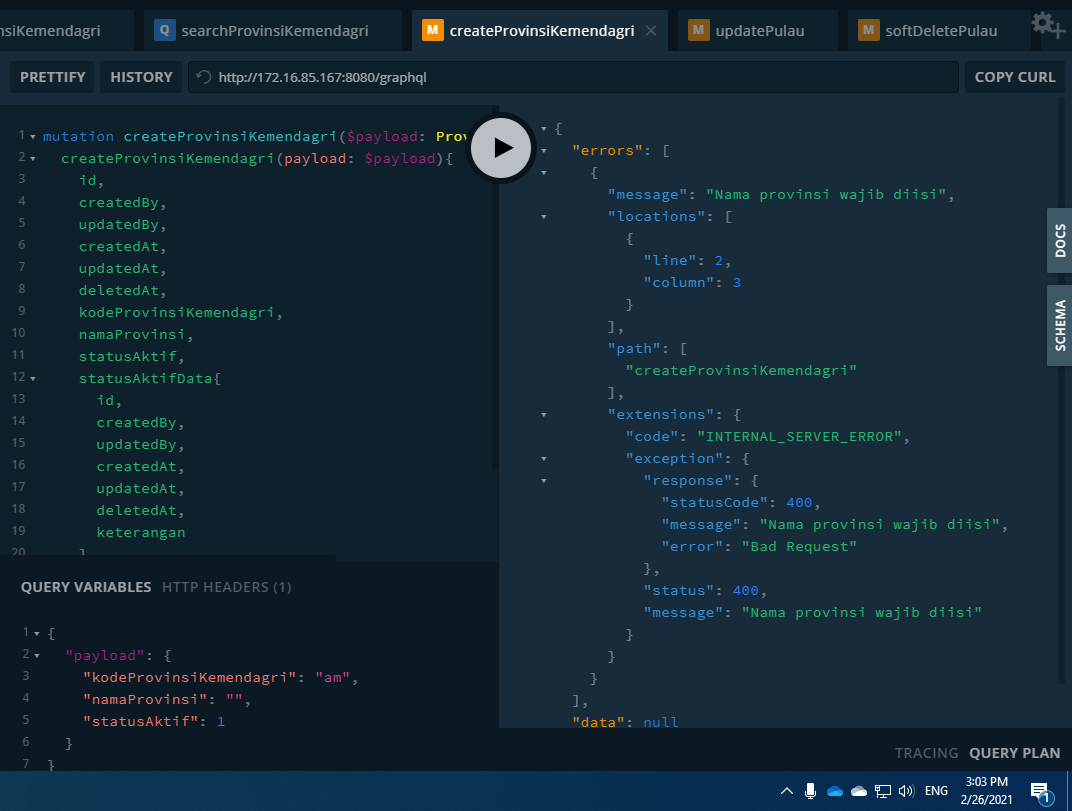 nsiKemendagri
Q searchProvinsiKemendagri
M createProvinsiKemendagri
M updatePulau
M softDeletePulau
PRETTIFY
HISTORY
http://172.16.85.167:8080/graphql
COPY CURL
1 mutation createProvinsiKemendagri($payload: Prov
2 createProvinsiKemendagri(payload: $payload){
3 id,
4 createdBy,
5 updatedBy,
6 createdAt,
7 updatedAt,
8 deletedAt,
9 kodeProvinsiKemendagri,
10 namaProvinsi,
11 statusAktif,
12 statusAktifData{
13 id,
14 createdBy,
15 updatedBy,
16 createdAt,
17 updatedAt,
18 deletedAt,
19 keterangan
20 }
QUERY VARIABLES
HTTP HEADERS (1)
1 {
2 "payload": {
3 "kodeProvinsiKemendagri": "am",
4 "namaProvinsi": "",
5 "statusAktif": 1
6 }
7 }
{
"errors": [
{
"message": "Nama provinsi wajib diisi",
"locations": [
{
"line": 2,
"column": 3
}
],
"path": [
"createProvinsiKemendagri"
],
"extensions": {
"code": "INTERNAL_SERVER_ERROR",
"exception": {
"response": {
"statusCode": 400,
"message": "Nama provinsi wajib diisi",
"error": "Bad Request"
},
"status": 400,
"message": "Nama provinsi wajib diisi"
}
}
}
],
"data": null
DOCS
SCHEMA
TRACING
QUERY PLAN
ENG
3:03 PM
2/26/2021
1